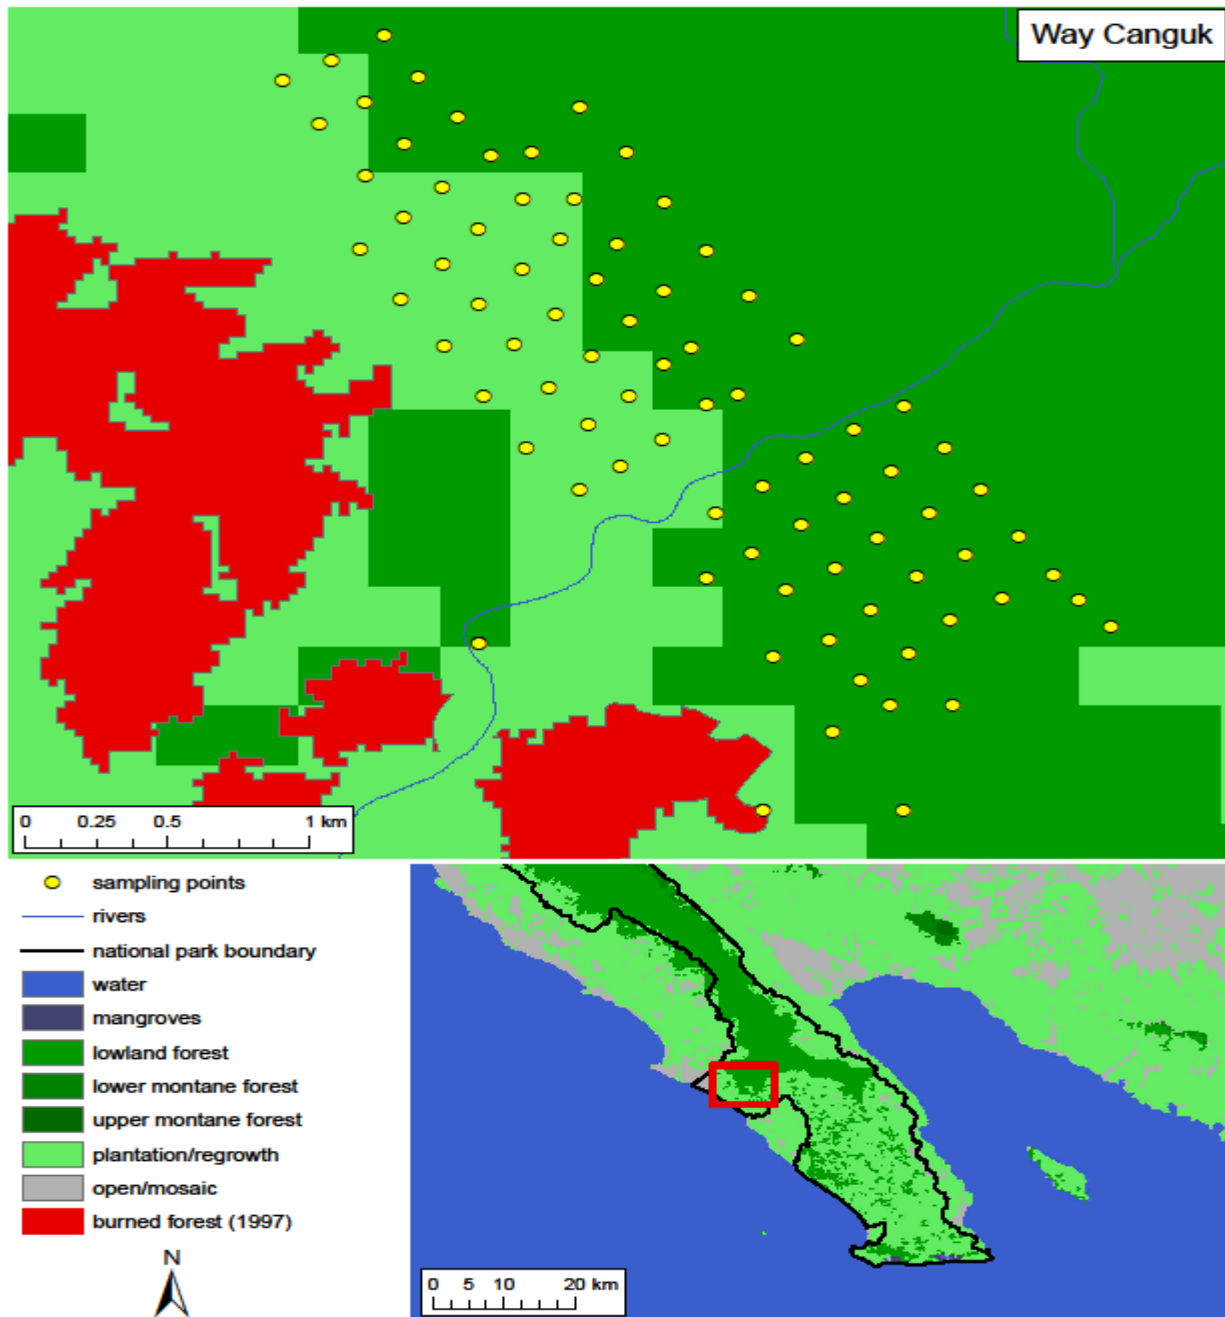 Way Canguk
0 0.25 0.5 1 km
sampling points
rivers
national park boundary
water
mangroves
lowland forest
lower montane forest
upper montane forest
plantation/regrowth
open/mosaic
burned forest (1997)
N
0 5 10 20 km